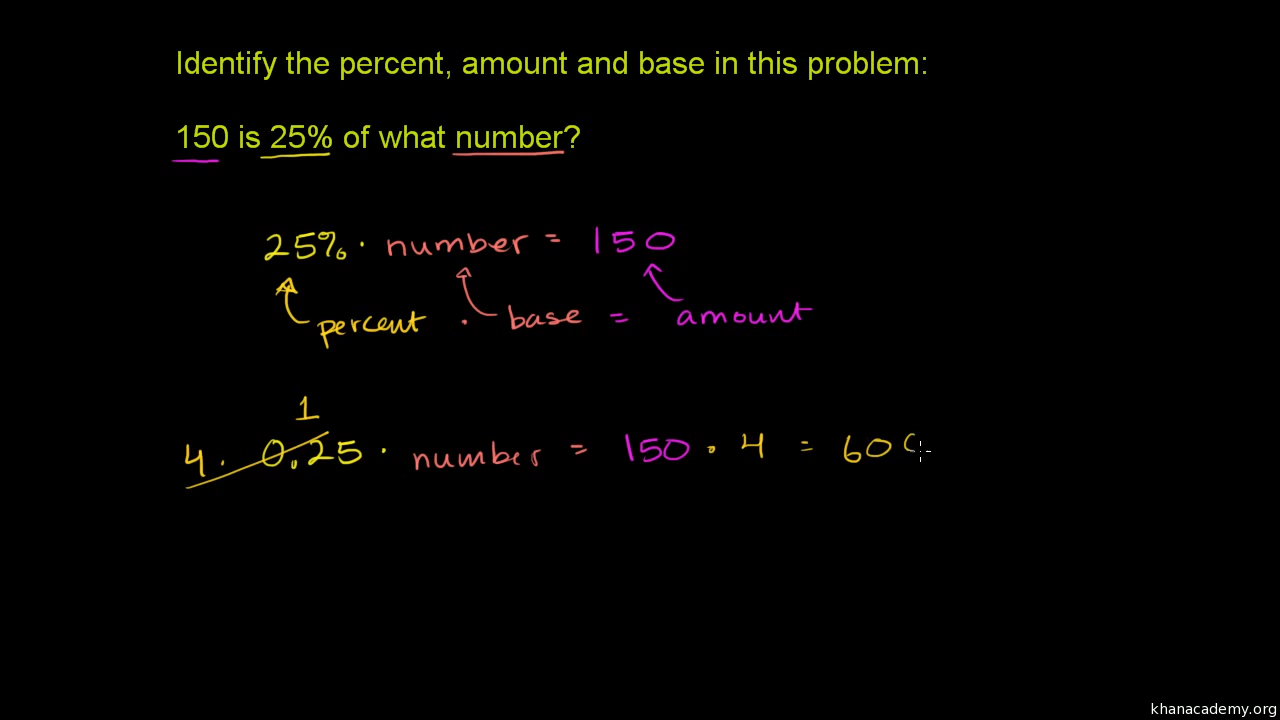 Identify the percent, amount and base in this problem:
150 is 25% of what number?
25% · number = 150
percent · base = amount
1
4 · 0.25 · number = 150 · 4 = 600
khanacademy.org